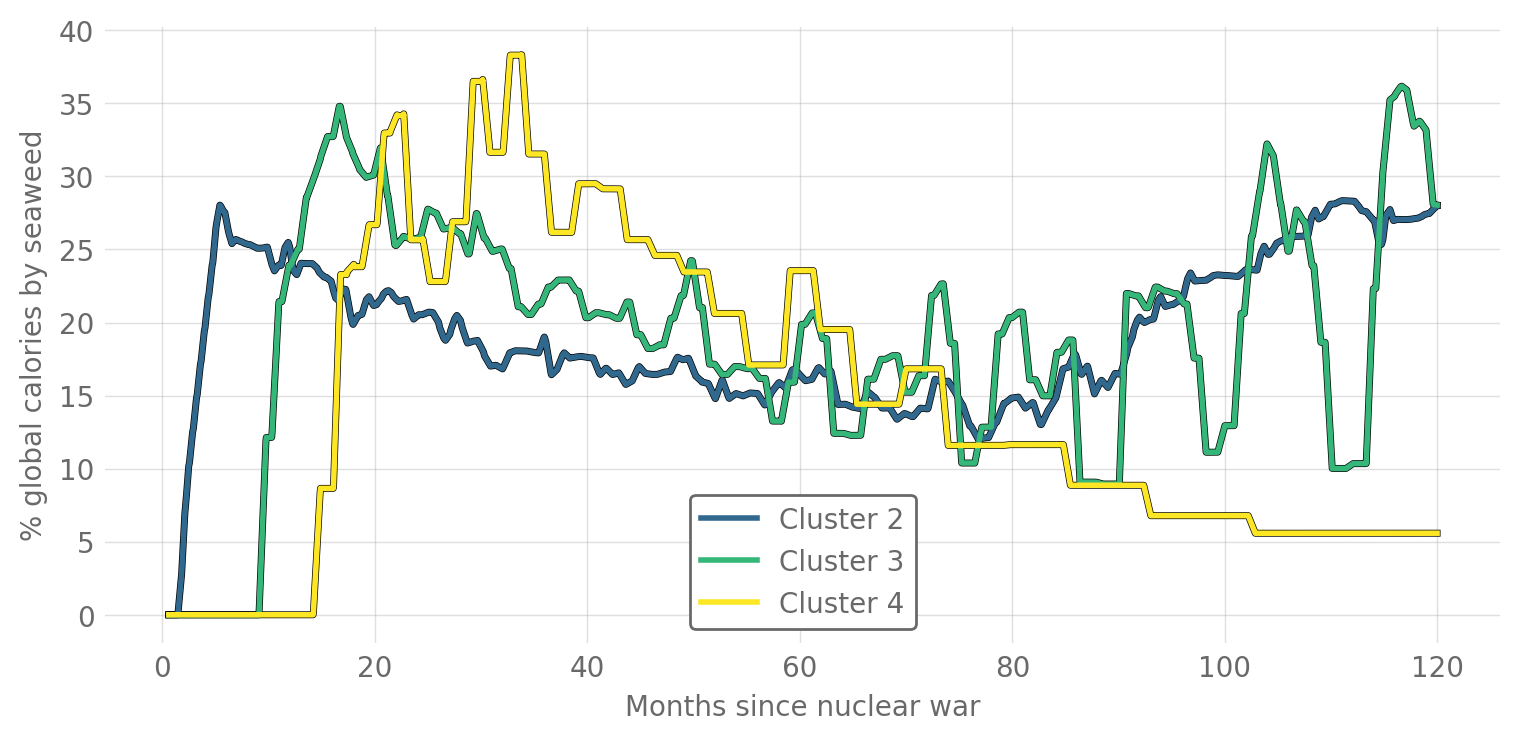 % global calories by seaweed
40
35
30
25
20
15
10
5
0
Cluster 2
Cluster 3
Cluster 4
0 20 40 60 80 100 120
Months since nuclear war